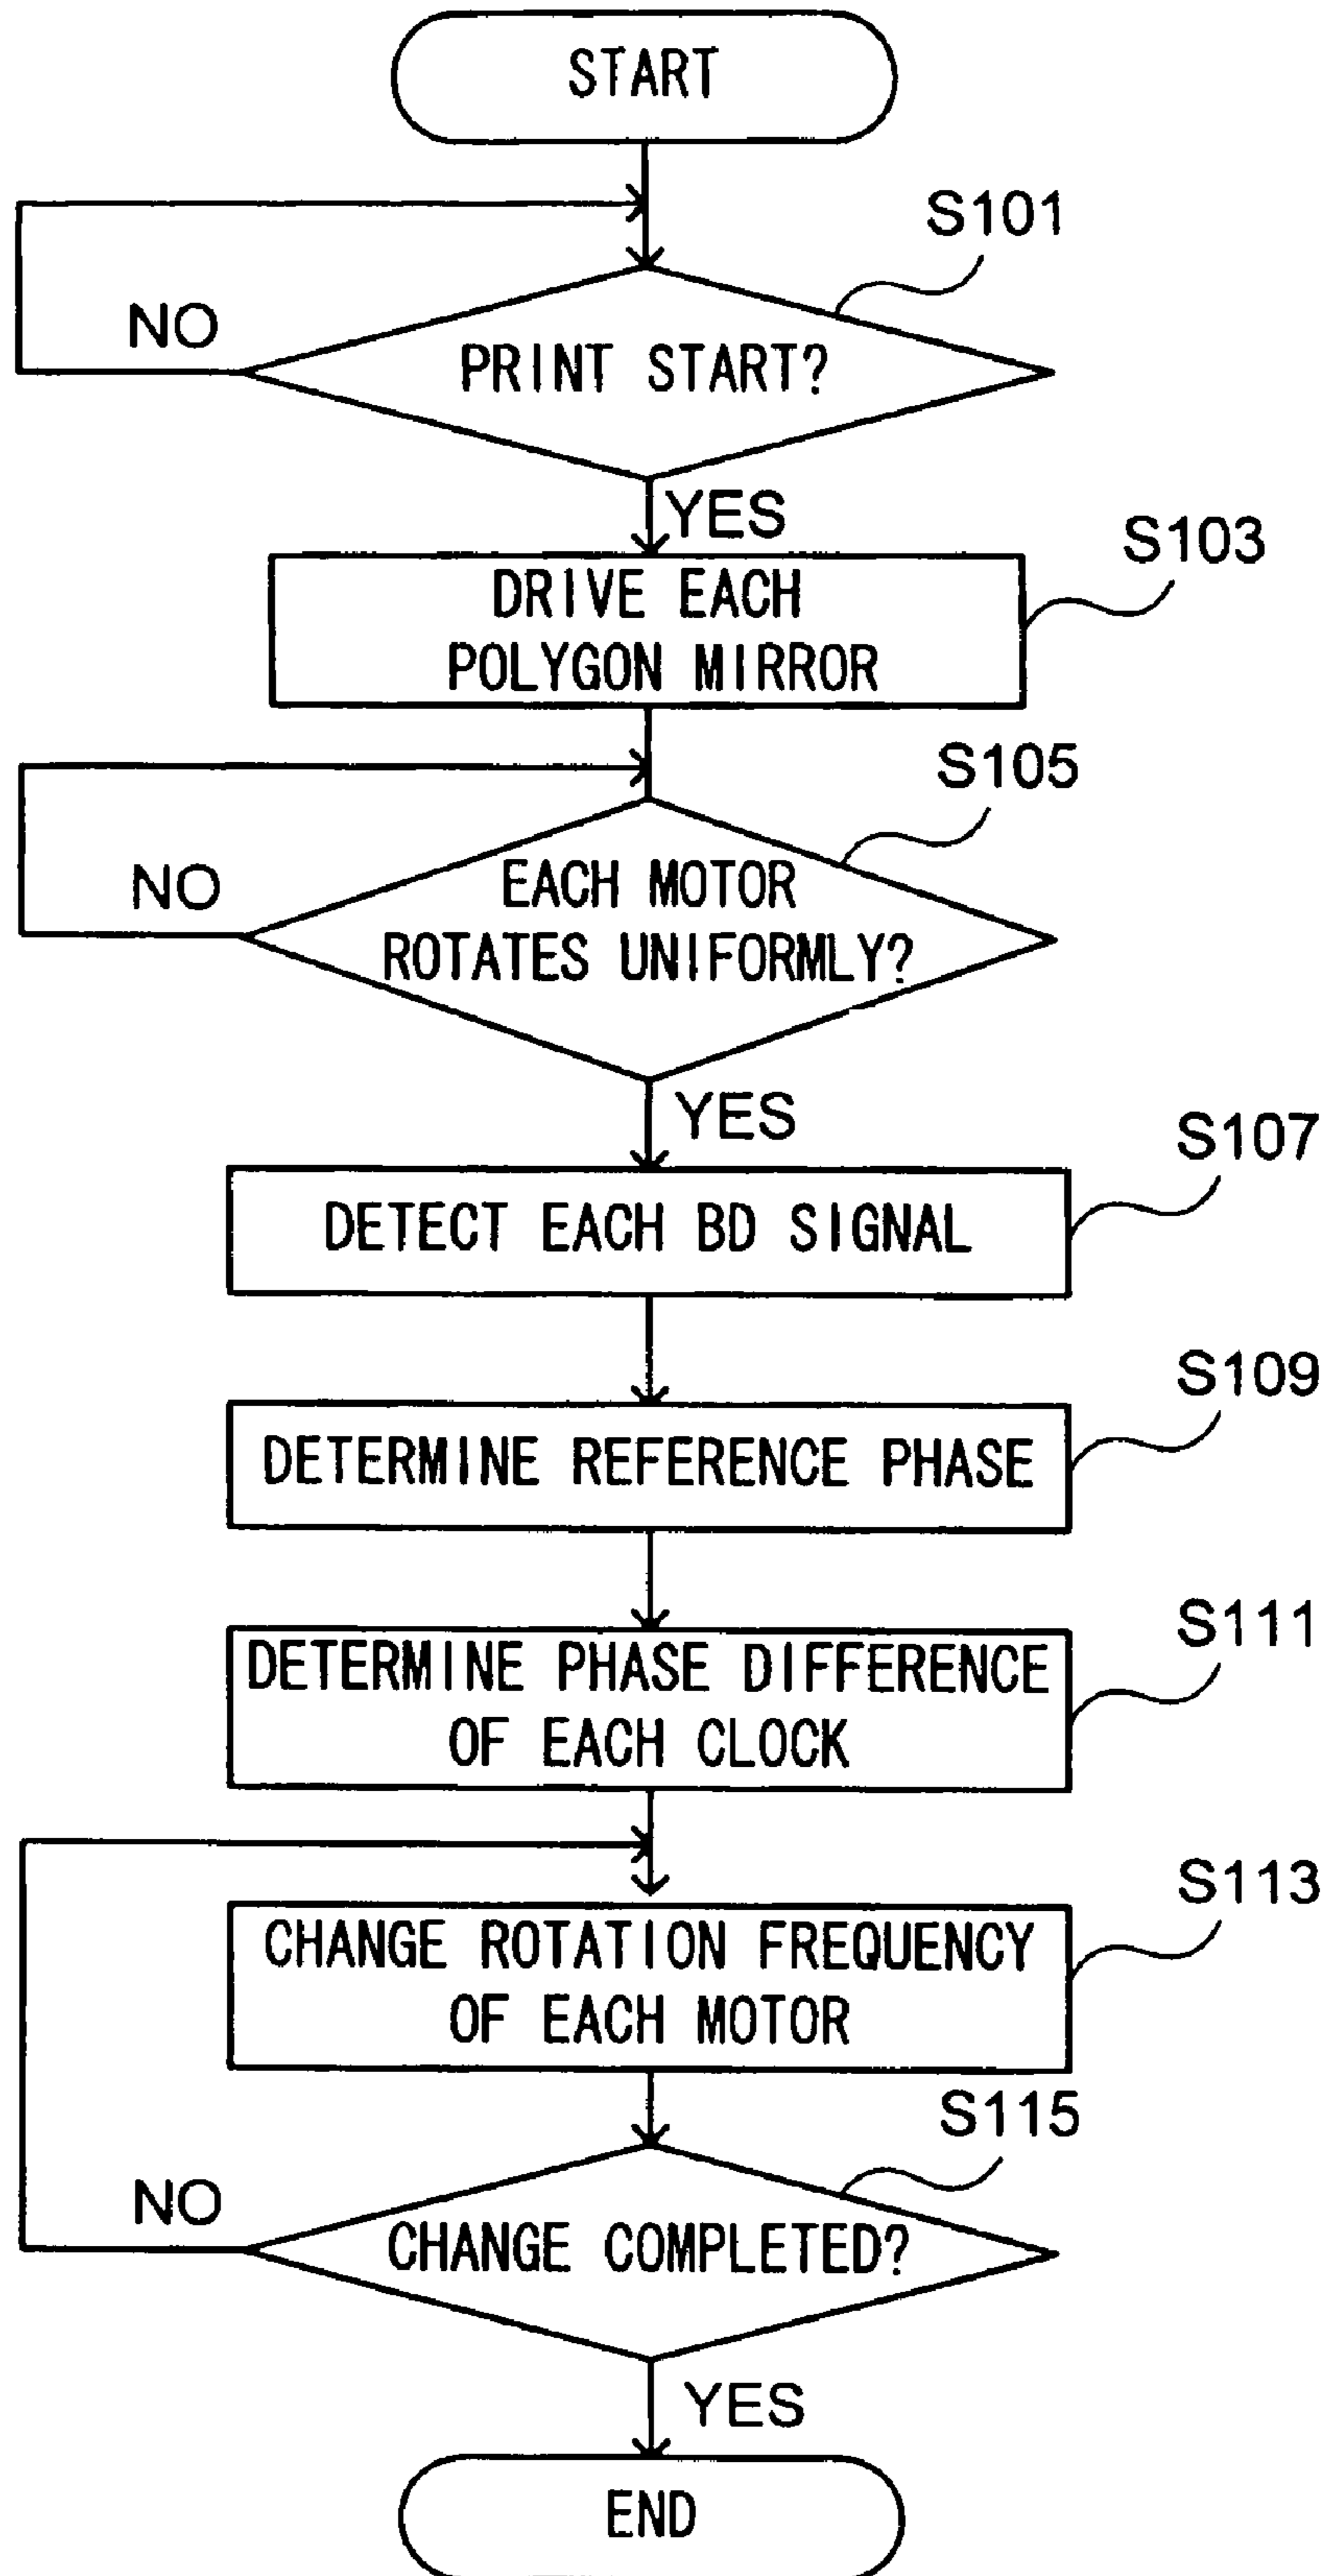 START
S101
NO
PRINT START?
YES
S103
DRIVE EACH
POLYGON MIRROR
S105
NO
EACH MOTOR
ROTATES UNIFORMLY?
YES
S107
DETECT EACH BD SIGNAL
S109
DETERMINE REFERENCE PHASE
S111
DETERMINE PHASE DIFFERENCE
OF EACH CLOCK
S113
CHANGE ROTATION FREQUENCY
OF EACH MOTOR
S115
NO
CHANGE COMPLETED?
YES
END